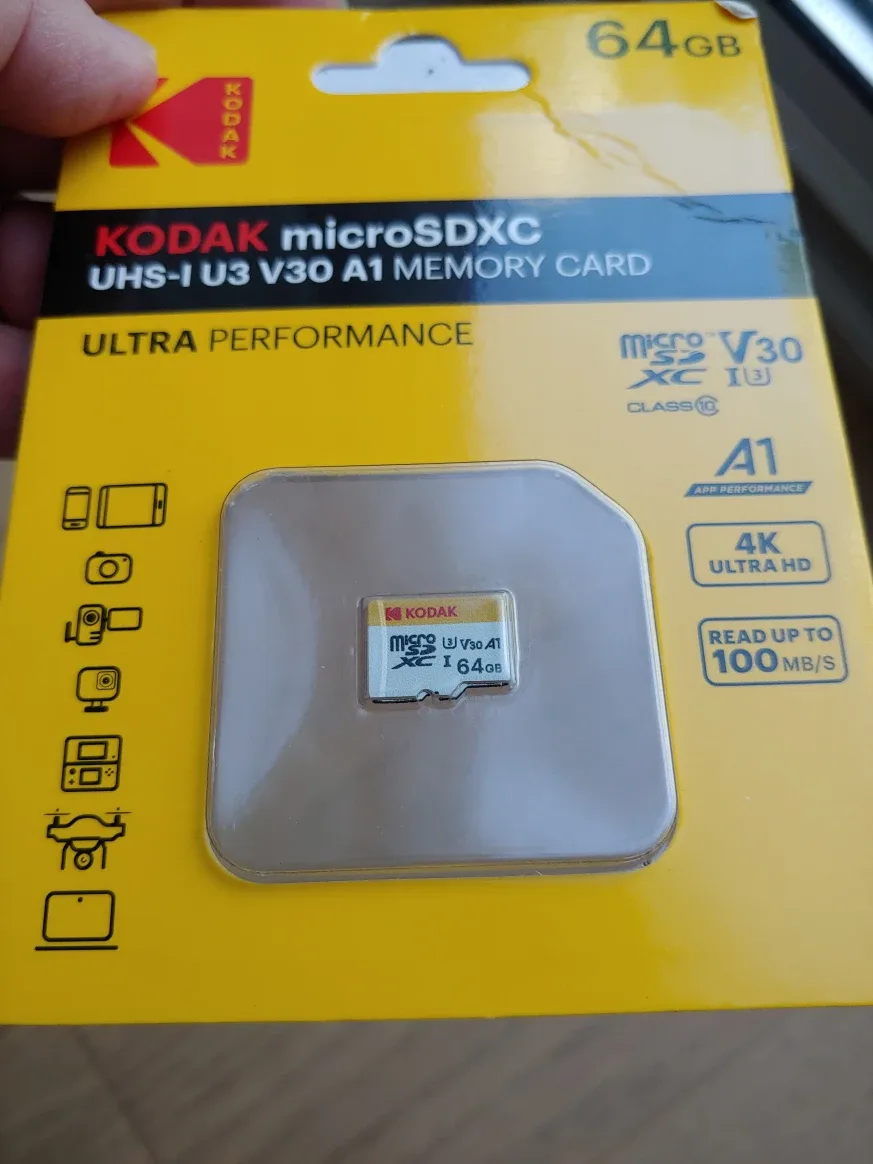 64GB
KODAK
KODAK microSDXC
UHS-I U3 V30 A1 MEMORY CARD
ULTRA PERFORMANCE
micro SD XC V30
I 3
CLASS 10
A1
APP PERFORMANCE
4K
ULTRA HD
READ UP TO
100 MB/S
KODAK
micro SD XC I 3 V30 A1
64GB